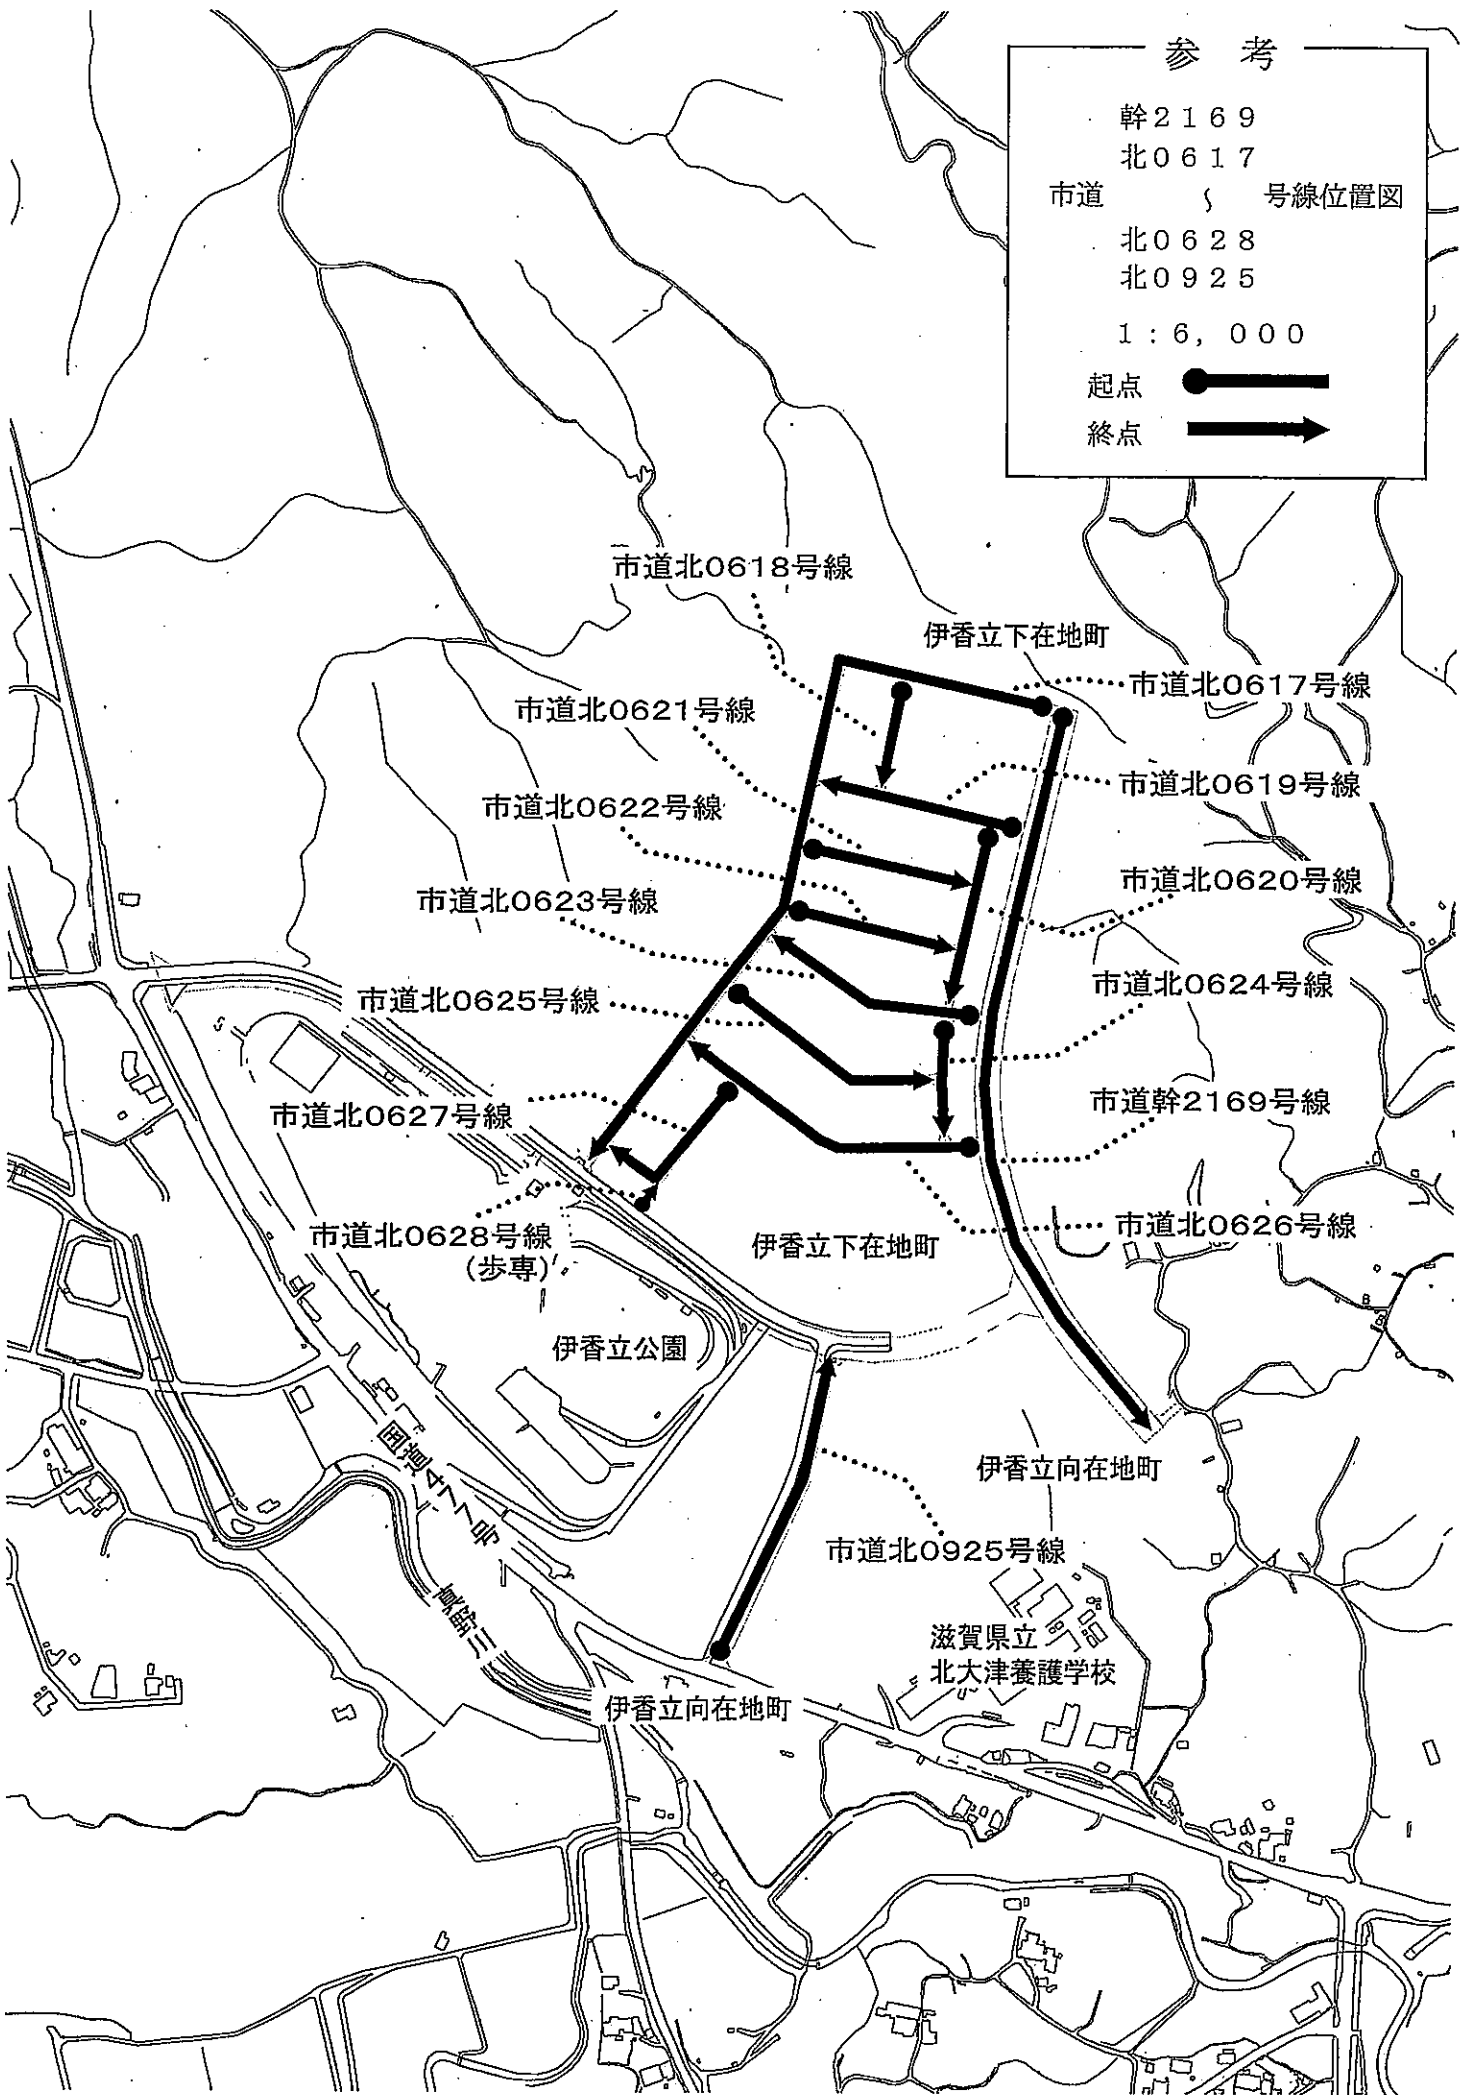 参考
幹2169
北0617
市道 ~ 号線位置図
北0628
北0925
1:6,000
起点
終点
市道北0618号線
伊香立下在地町
市道北0617号線
市道北0621号線
市道北0619号線
市道北0622号線
市道北0620号線
市道北0623号線
市道北0624号線
市道北0625号線
市道幹2169号線
市道北0627号線
市道北0626号線
市道北0628号線
(歩専)
伊香立下在地町
伊香立公園
国道477号
伊香立向在地町
市道北0925号線
真野川
滋賀県立
北大津養護学校
伊香立向在地町